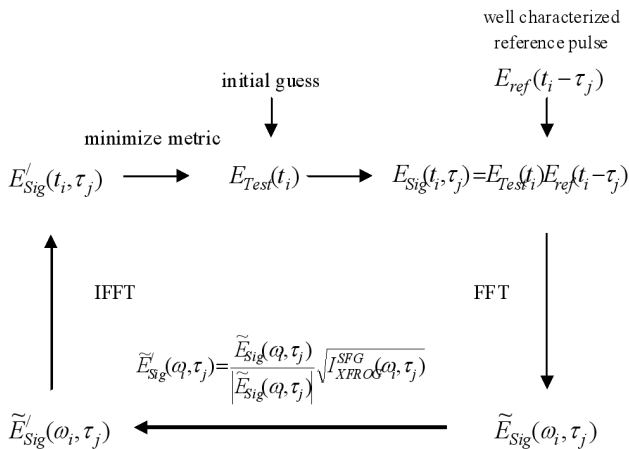 well characterized
reference pulse
E_ref(t_i − τ_j)
initial guess
minimize metric
E^/_Sig(t_i, τ_j)
E_Test(t_i)
E_Sig(t_i, τ_j)=E_Test(t_i)E_ref(t_i−τ_j)
IFFT
FFT
Ẽ^/_Sig(ω_i, τ_j)= Ẽ_Sig(ω_i, τ_j) / |Ẽ_Sig(ω_i, τ_j)| √I^SFG_XFROG(ω_i, τ_j)
Ẽ^/_Sig(ω_i, τ_j)
Ẽ_Sig(ω_i, τ_j)